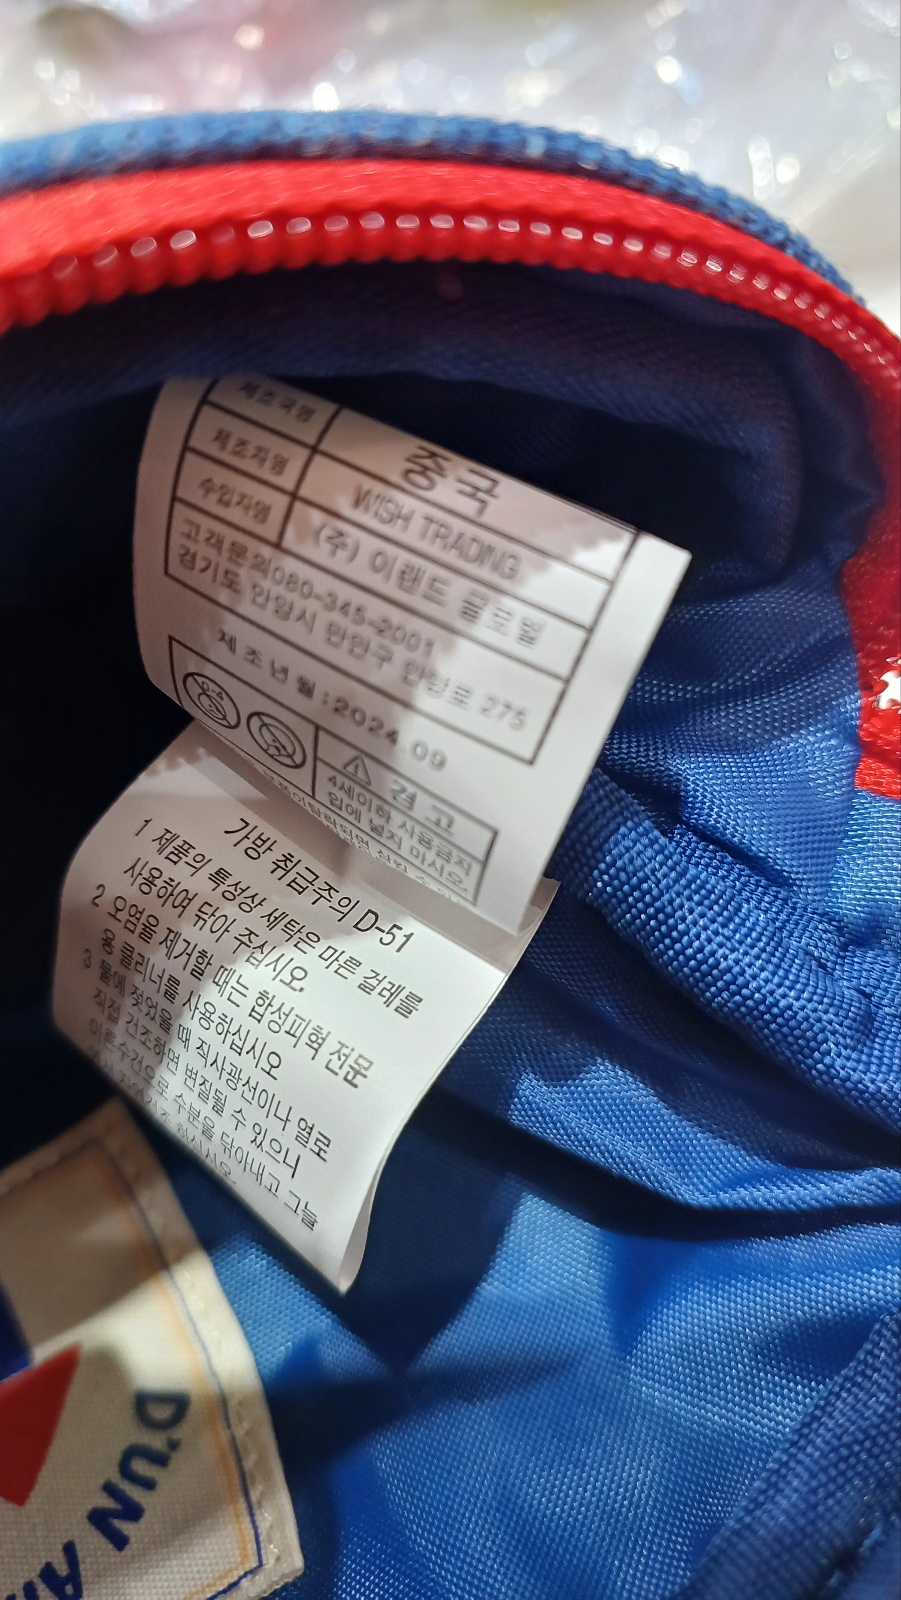 제조국명 중국
제조자명 WISH TRADING
수입자명 (주) 이랜드 글로벌
고객문의080-345-2001
경기도 안양시 만안구 안양로 275
제조년월:2024.09
0-4
경고
4세이하 사용금지
입에 넣지 마시오.
가방 취급주의 D-51
1 제품의 특성상 세탁은 마른 걸레를
사용하여 닦아 주십시오.
2 오염을 제거할 때는 합성피혁 전문
용 클리너를 사용하십시오
3 물에 젖었을 때 직사광선이나 열로
직접 건조하면 변질될 수 있으니
마른수건으로 수분을 닦아내고 그늘
D'UN